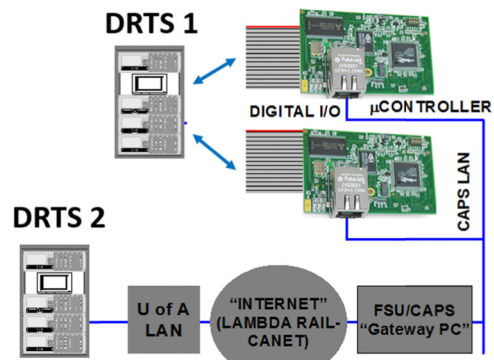 DRTS 1
DIGITAL I/O
μCONTROLLER
CAPS LAN
DRTS 2
U of A
LAN
“INTERNET”
(LAMBDA RAIL-
CANET)
FSU/CAPS
“Gateway PC”